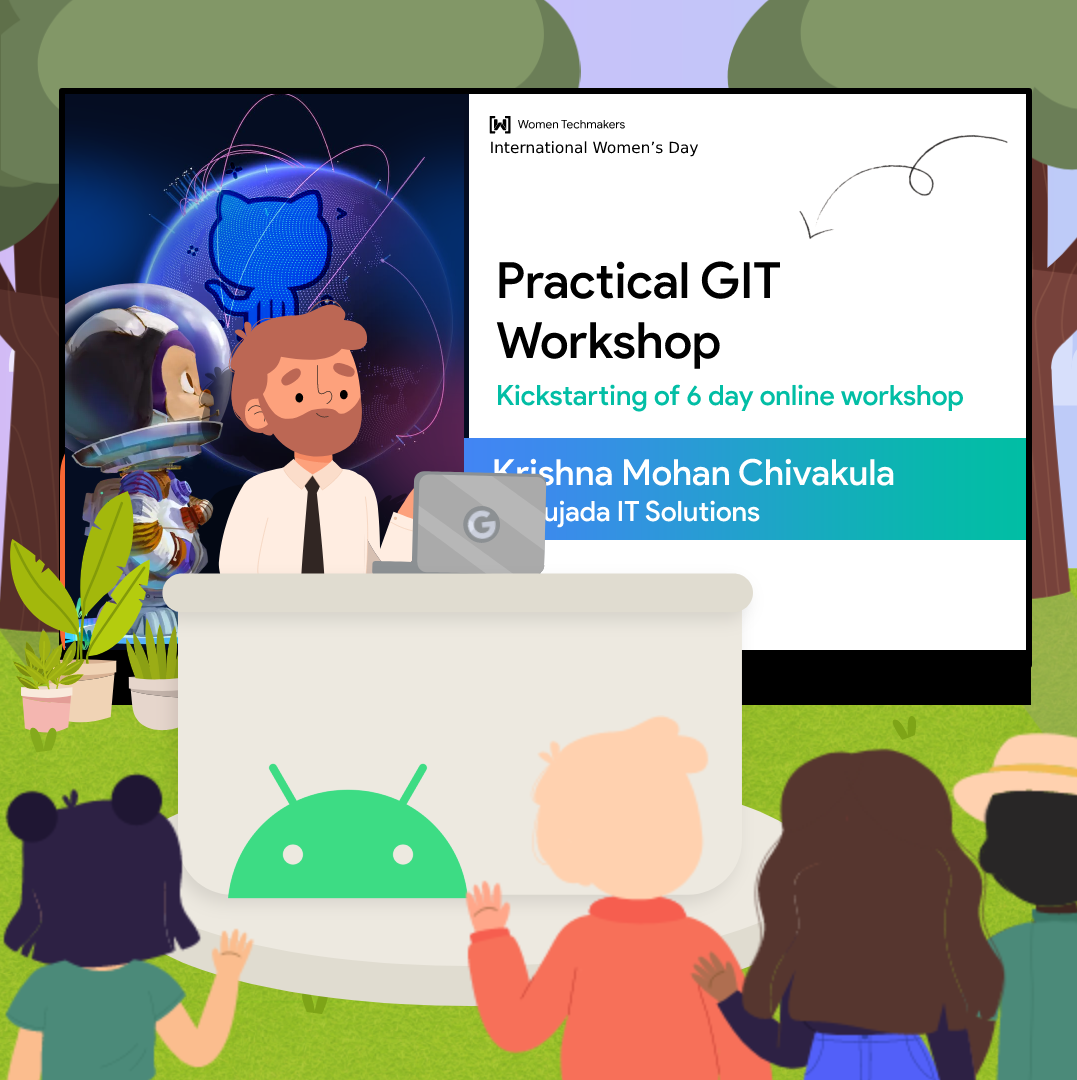 Women Techmakers
International Women’s Day
Practical GIT
Workshop
Kickstarting of 6 day online workshop
Krishna Mohan Chivakula
IT Solutions
G